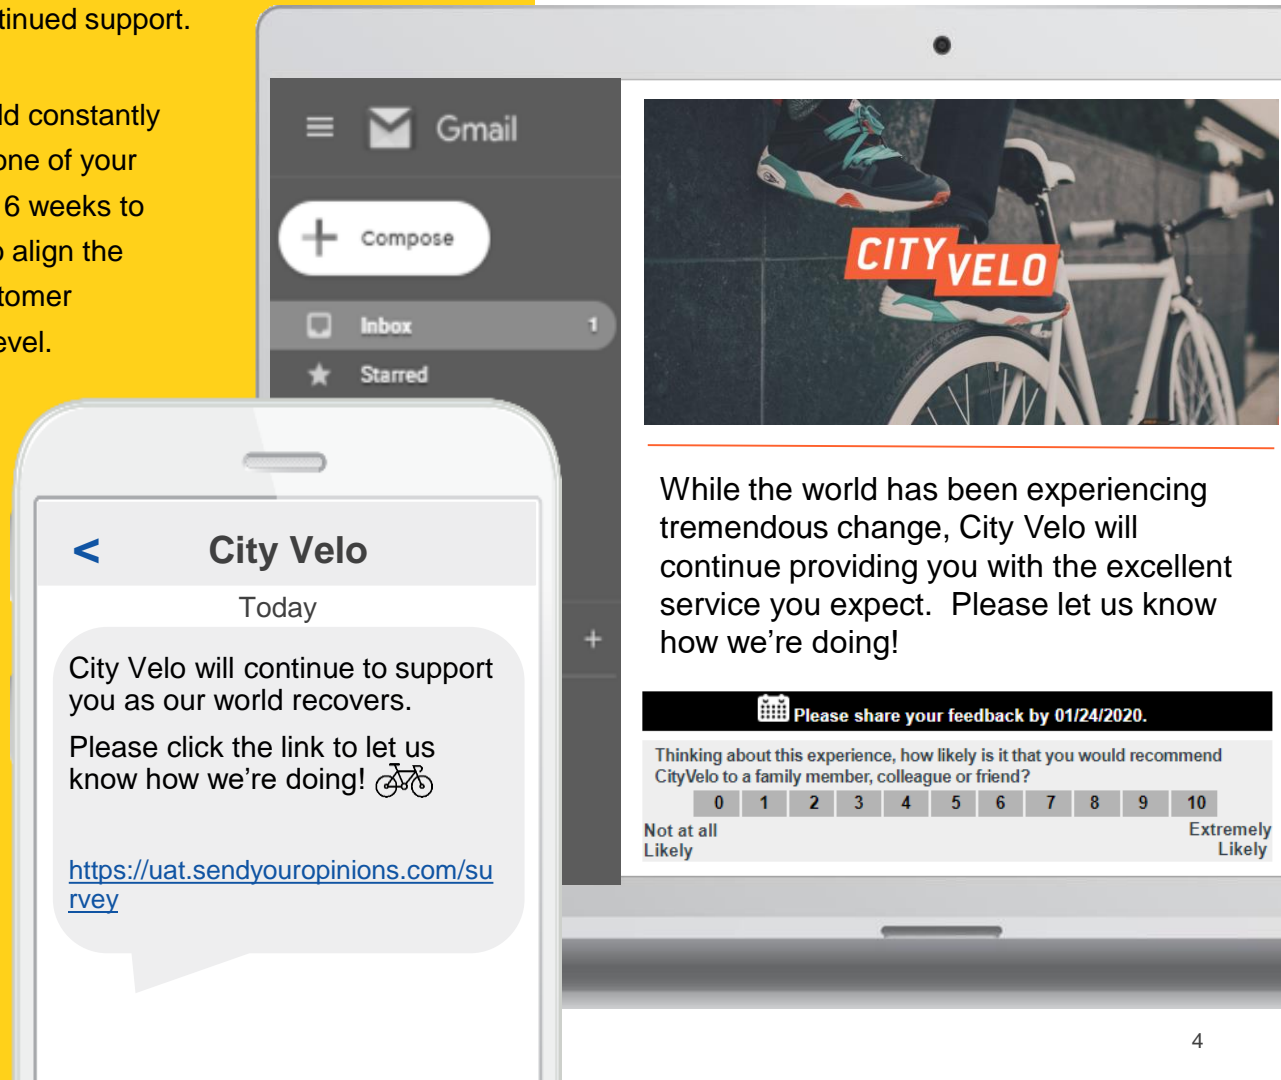 tinued support.
ld constantly
one of your
6 weeks to
o align the
tomer
evel.
Gmail
Compose
Inbox 1
Starred
+
CITY VELO
While the world has been experiencing
tremendous change, City Velo will
continue providing you with the excellent
service you expect. Please let us know
how we're doing!
Please share your feedback by 01/24/2020.
Thinking about this experience, how likely is it that you would recommend
CityVelo to a family member, colleague or friend?
0 1 2 3 4 5 6 7 8 9 10
Not at all
Likely
Extremely
Likely
< City Velo
Today
City Velo will continue to support
you as our world recovers.
Please click the link to let us
know how we're doing!
https://uat.sendyouropinions.com/su
rvey
4